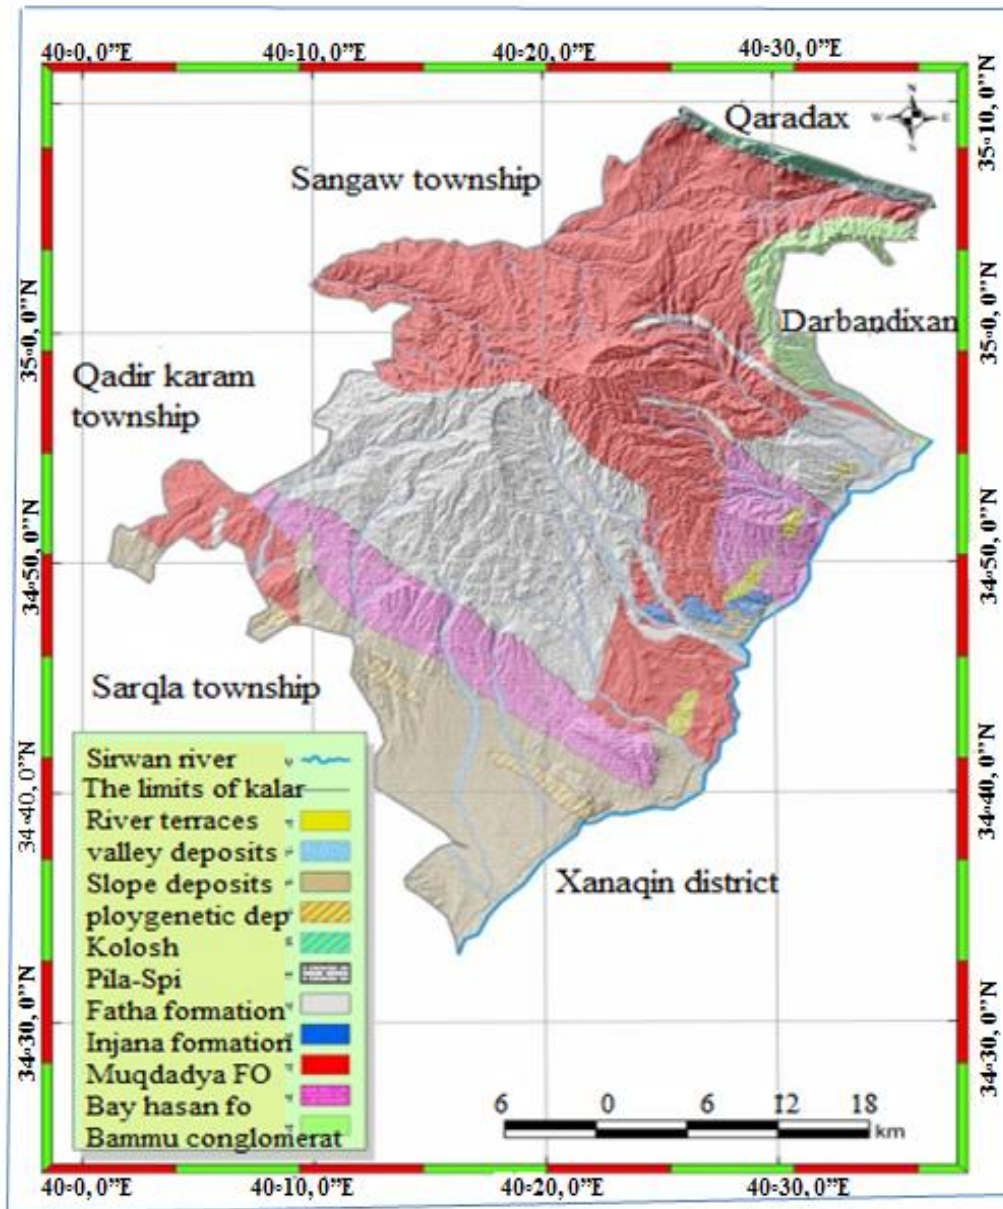 40◦0,0”E
40◦10,0”E
40◦20,0”E
40◦30,0”E
35◦10, 0”N
35◦0, 0”N
34◦50, 0”N
34◦40, 0”N
34◦30, 0”N
N
W
E
S
Qaradax
Sangaw township
Darbandixan
Qadir karam
township
Sarqla township
Xanaqin district
Sirwan river
The limits of kalar
River terraces
valley deposits
Slope deposits
ploygenetic dep
Kolosh
Pila-Spi
Fatha formation
Injana formation
Muqdadya FO
Bay hasan fo
Bammu conglomerat
6 0 6 12 18
km
35◦0, 0”N
34◦50, 0”N
34◦40, 0”N
34◦30, 0”N
40◦0, 0”E
40◦10, 0”E
40◦20, 0”E
40◦30, 0”E